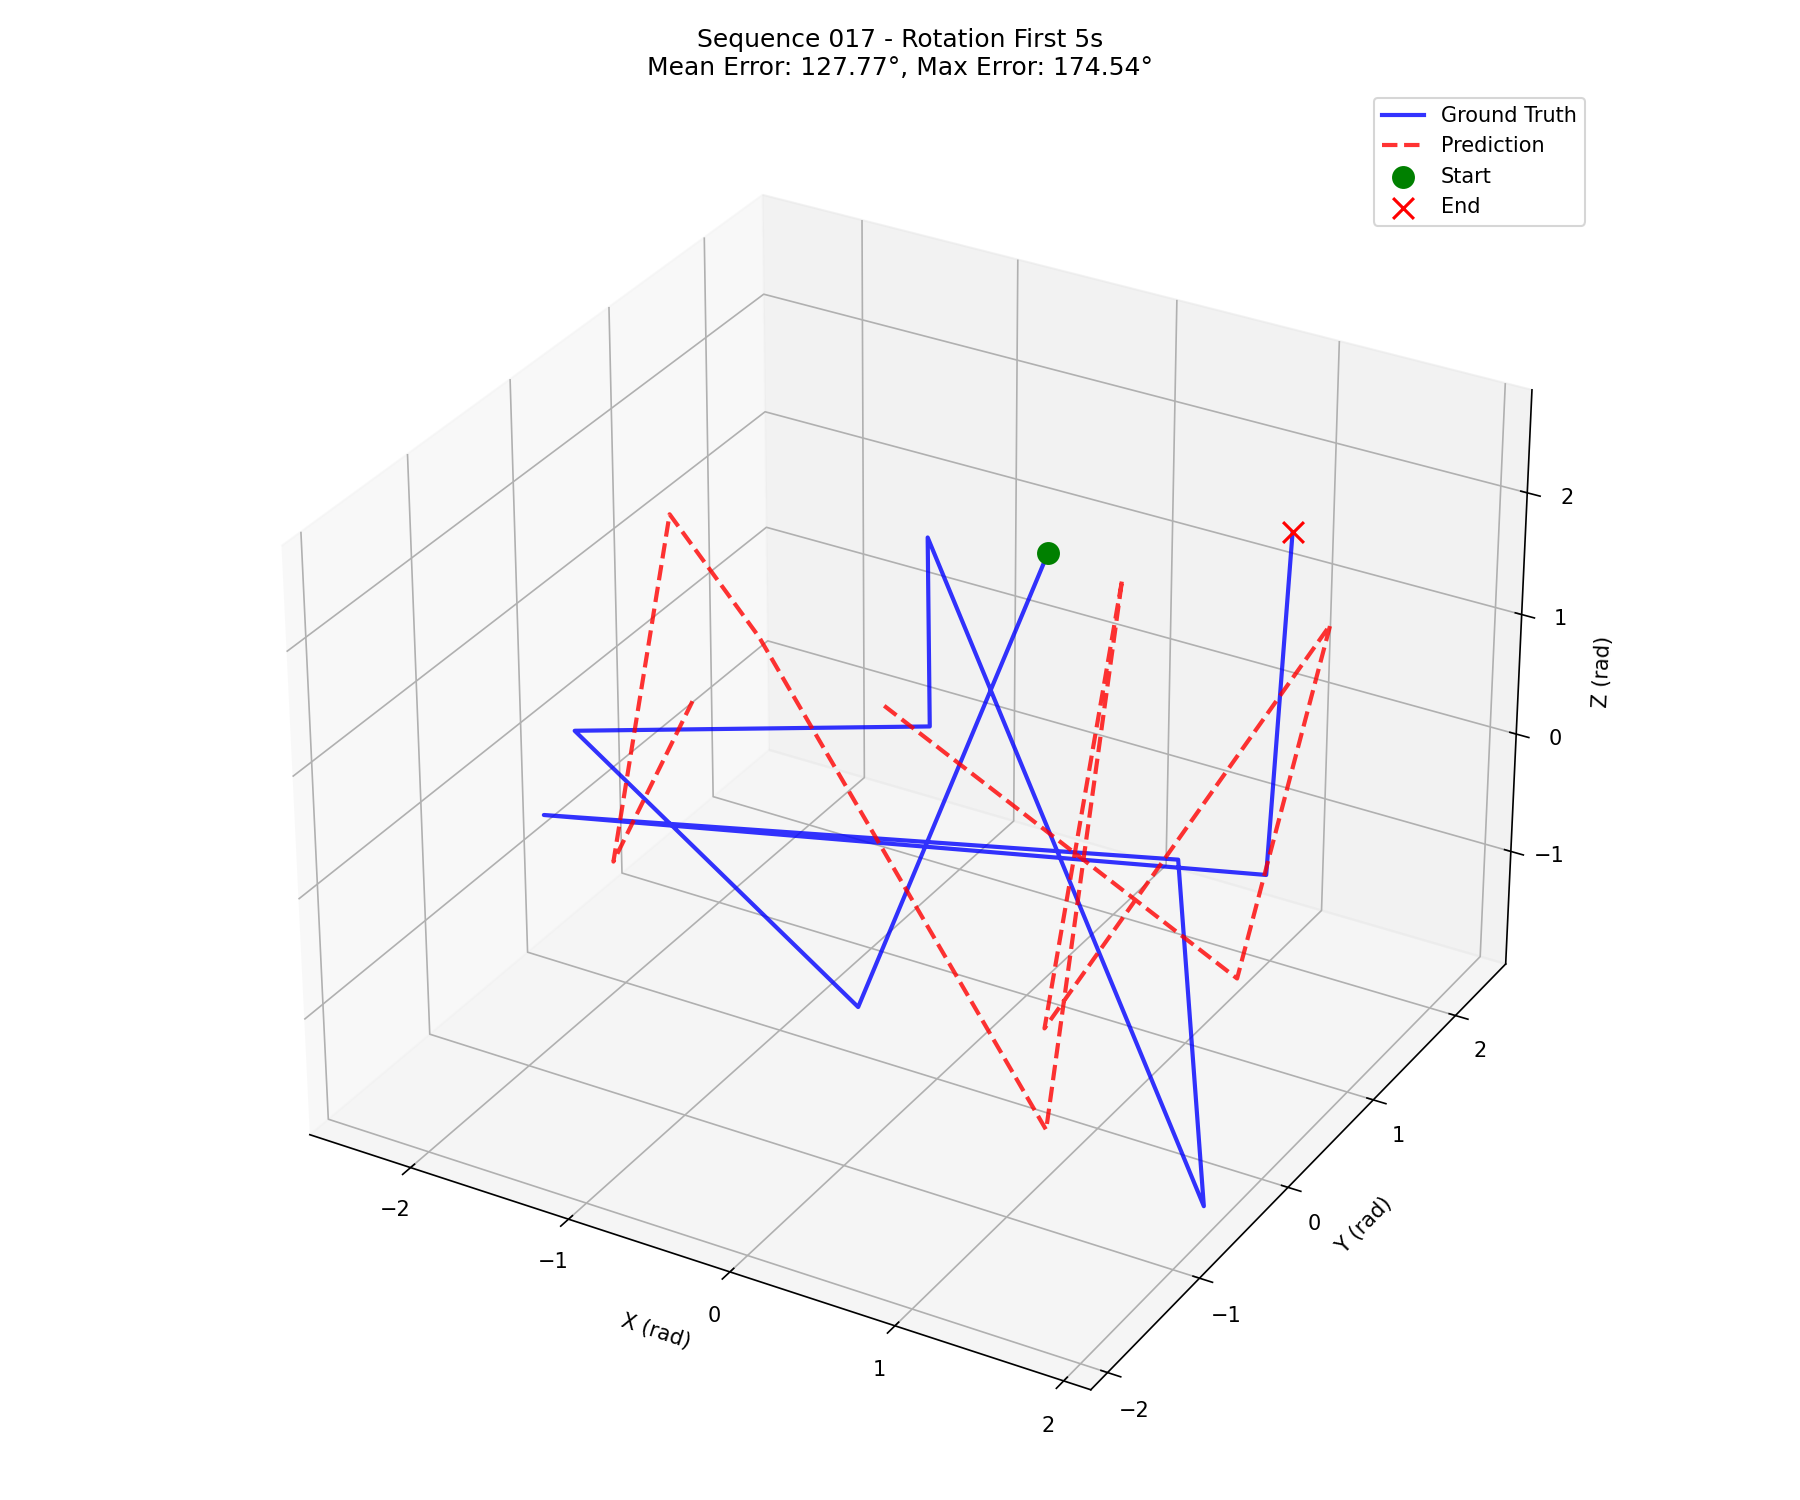 Sequence 017 - Rotation First 5s
Mean Error: 127.77°, Max Error: 174.54°
Ground Truth
Prediction
Start
End
2
1
0
−1
Z (rad)
2
1
0
−1
−2
Y (rad)
−2
−1
0
1
2
X (rad)